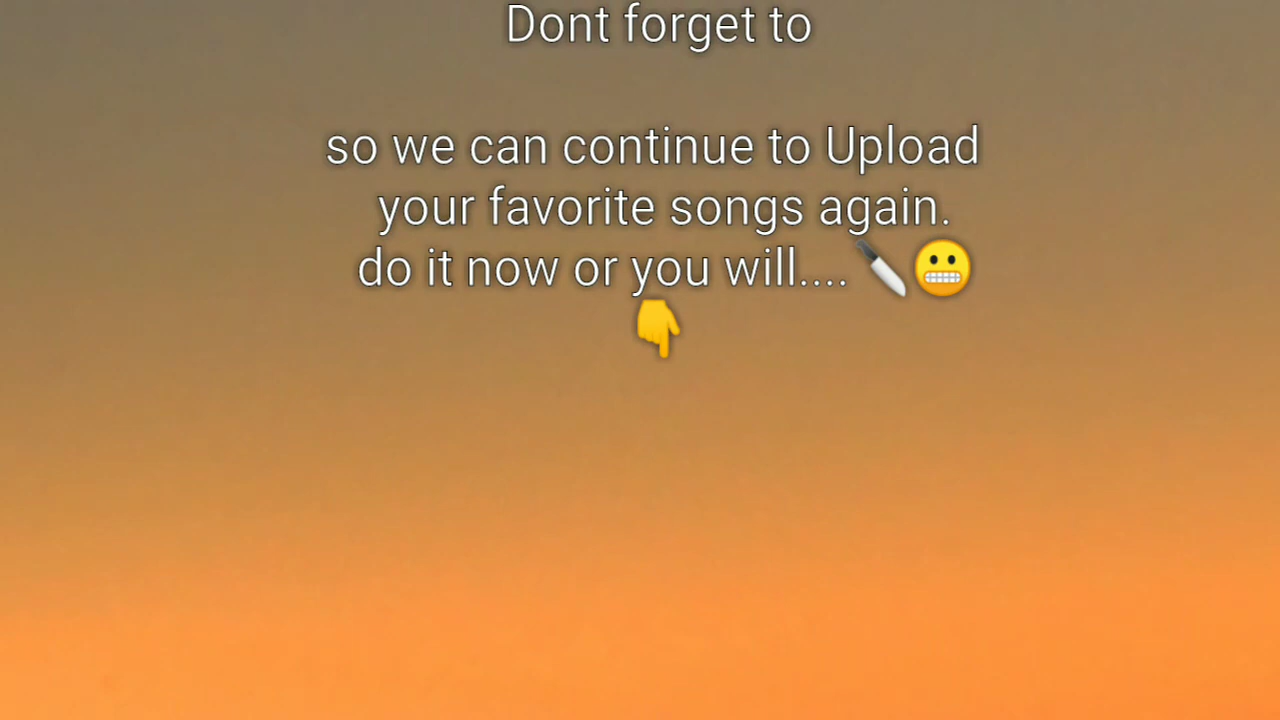 Dont forget to
so we can continue to Upload
your favorite songs again.
do it now or you will....🔪😬
👇